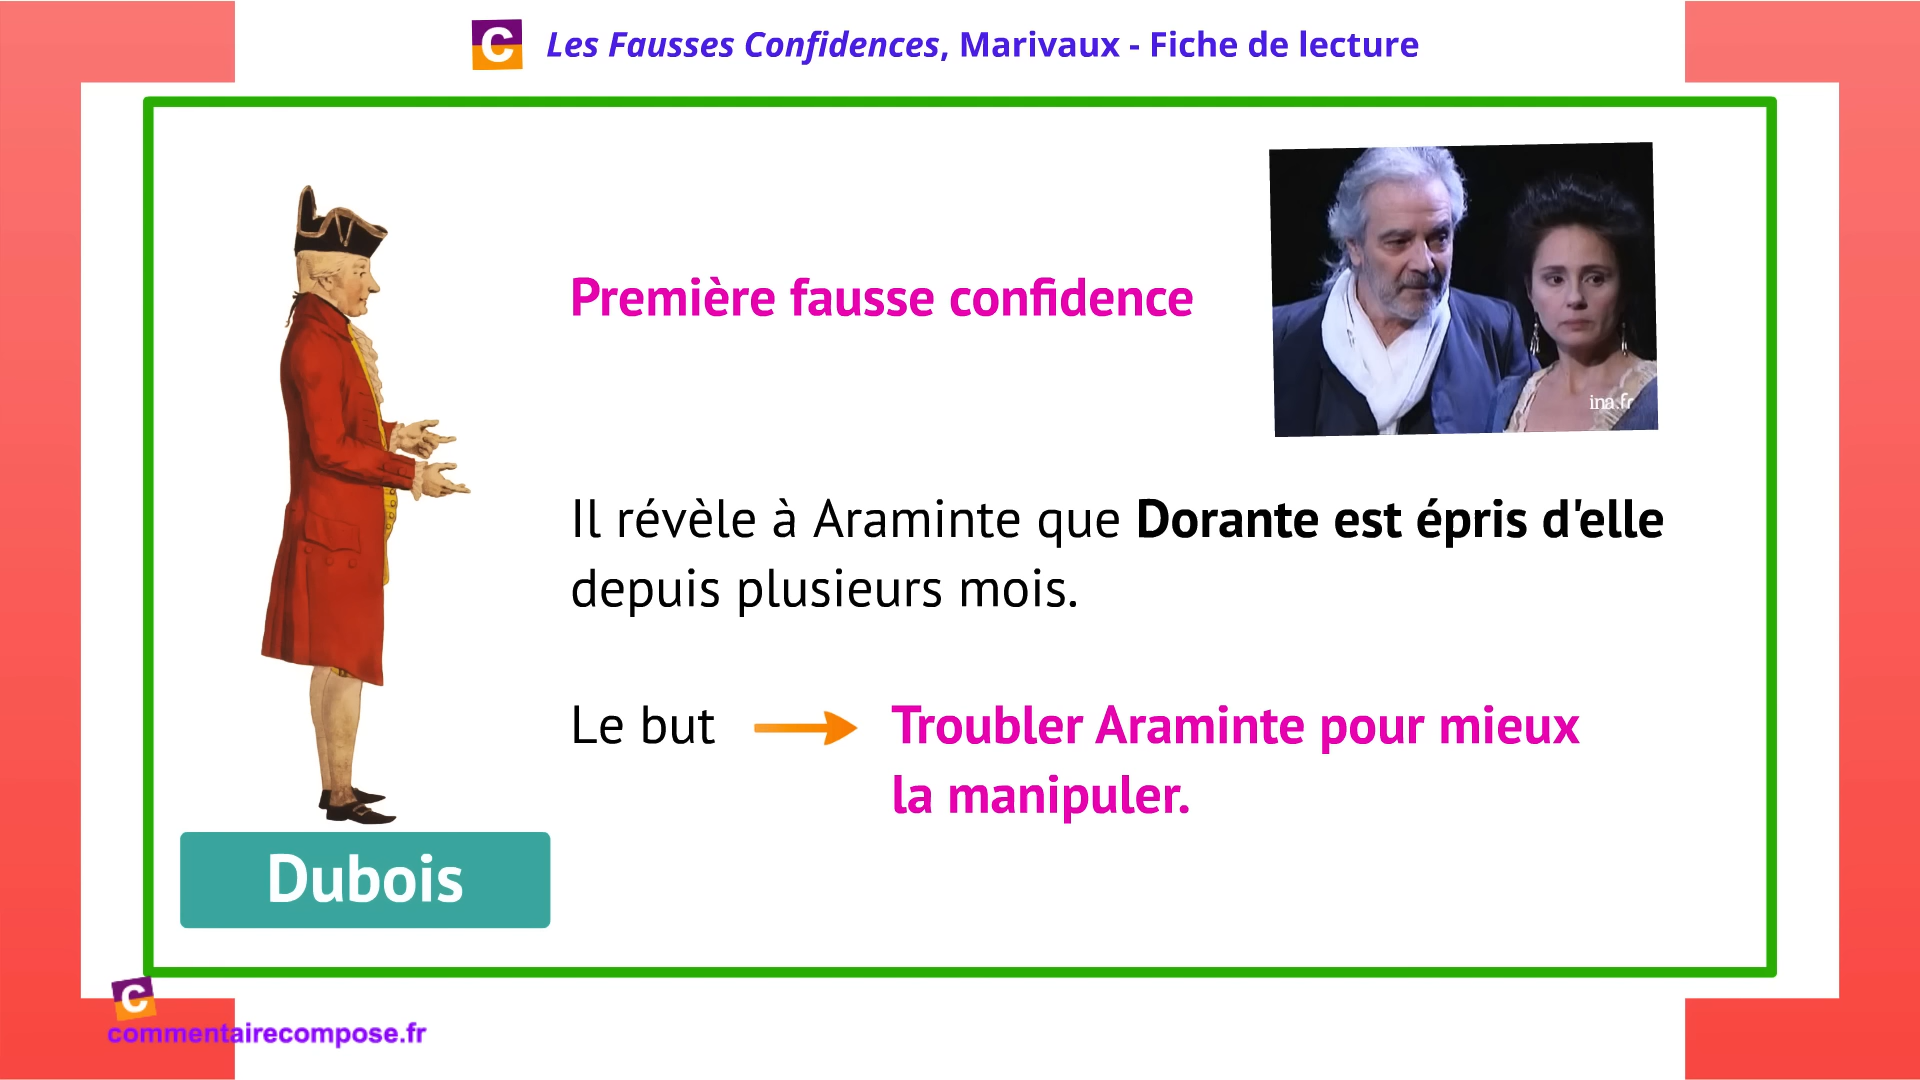 C Les Fausses Confidences, Marivaux - Fiche de lecture
Première fausse confidence
ina.fr
Il révèle à Araminte que Dorante est épris d'elle
depuis plusieurs mois.
Le but
Troubler Araminte pour mieux
la manipuler.
Dubois
C
commentairecompose.fr